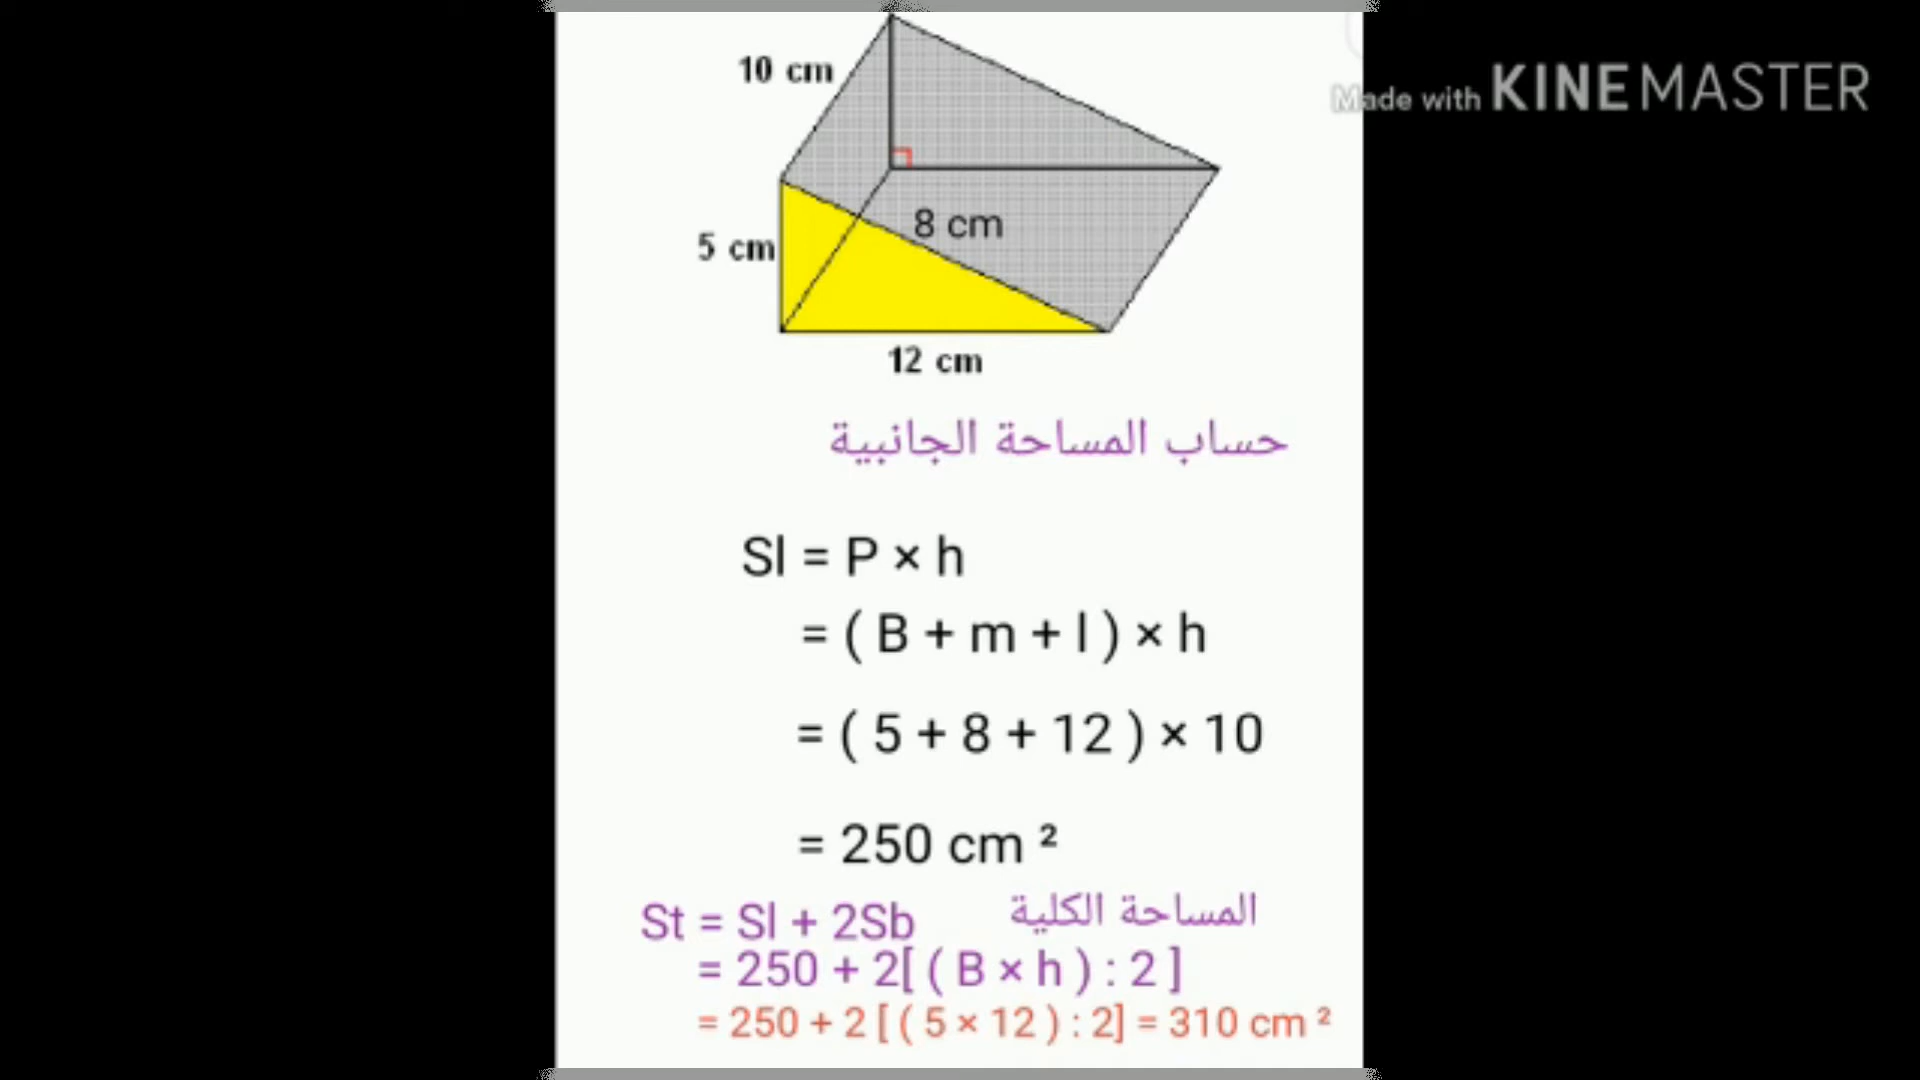 10 cm
Made with KINEMASTER
8 cm
5 cm
12 cm
حساب المساحة الجانبية
Sl = P × h
= ( B + m + l ) × h
= ( 5 + 8 + 12 ) × 10
= 250 cm ²
St = Sl + 2Sb المساحة الكلية
= 250 + 2[ ( B × h ) : 2 ]
= 250 + 2 [ ( 5 × 12 ) : 2] = 310 cm ²